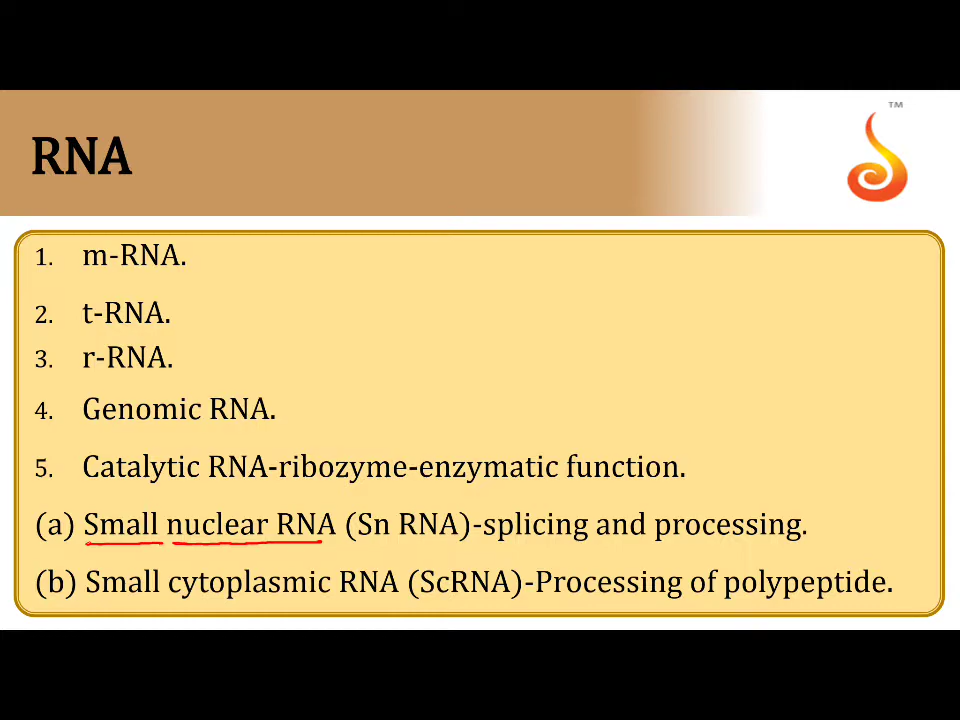 TM
RNA
1. m-RNA.
2. t-RNA.
3. r-RNA.
4. Genomic RNA.
5. Catalytic RNA-ribozyme-enzymatic function.
(a) Small nuclear RNA (Sn RNA)-splicing and processing.
(b) Small cytoplasmic RNA (ScRNA)-Processing of polypeptide.